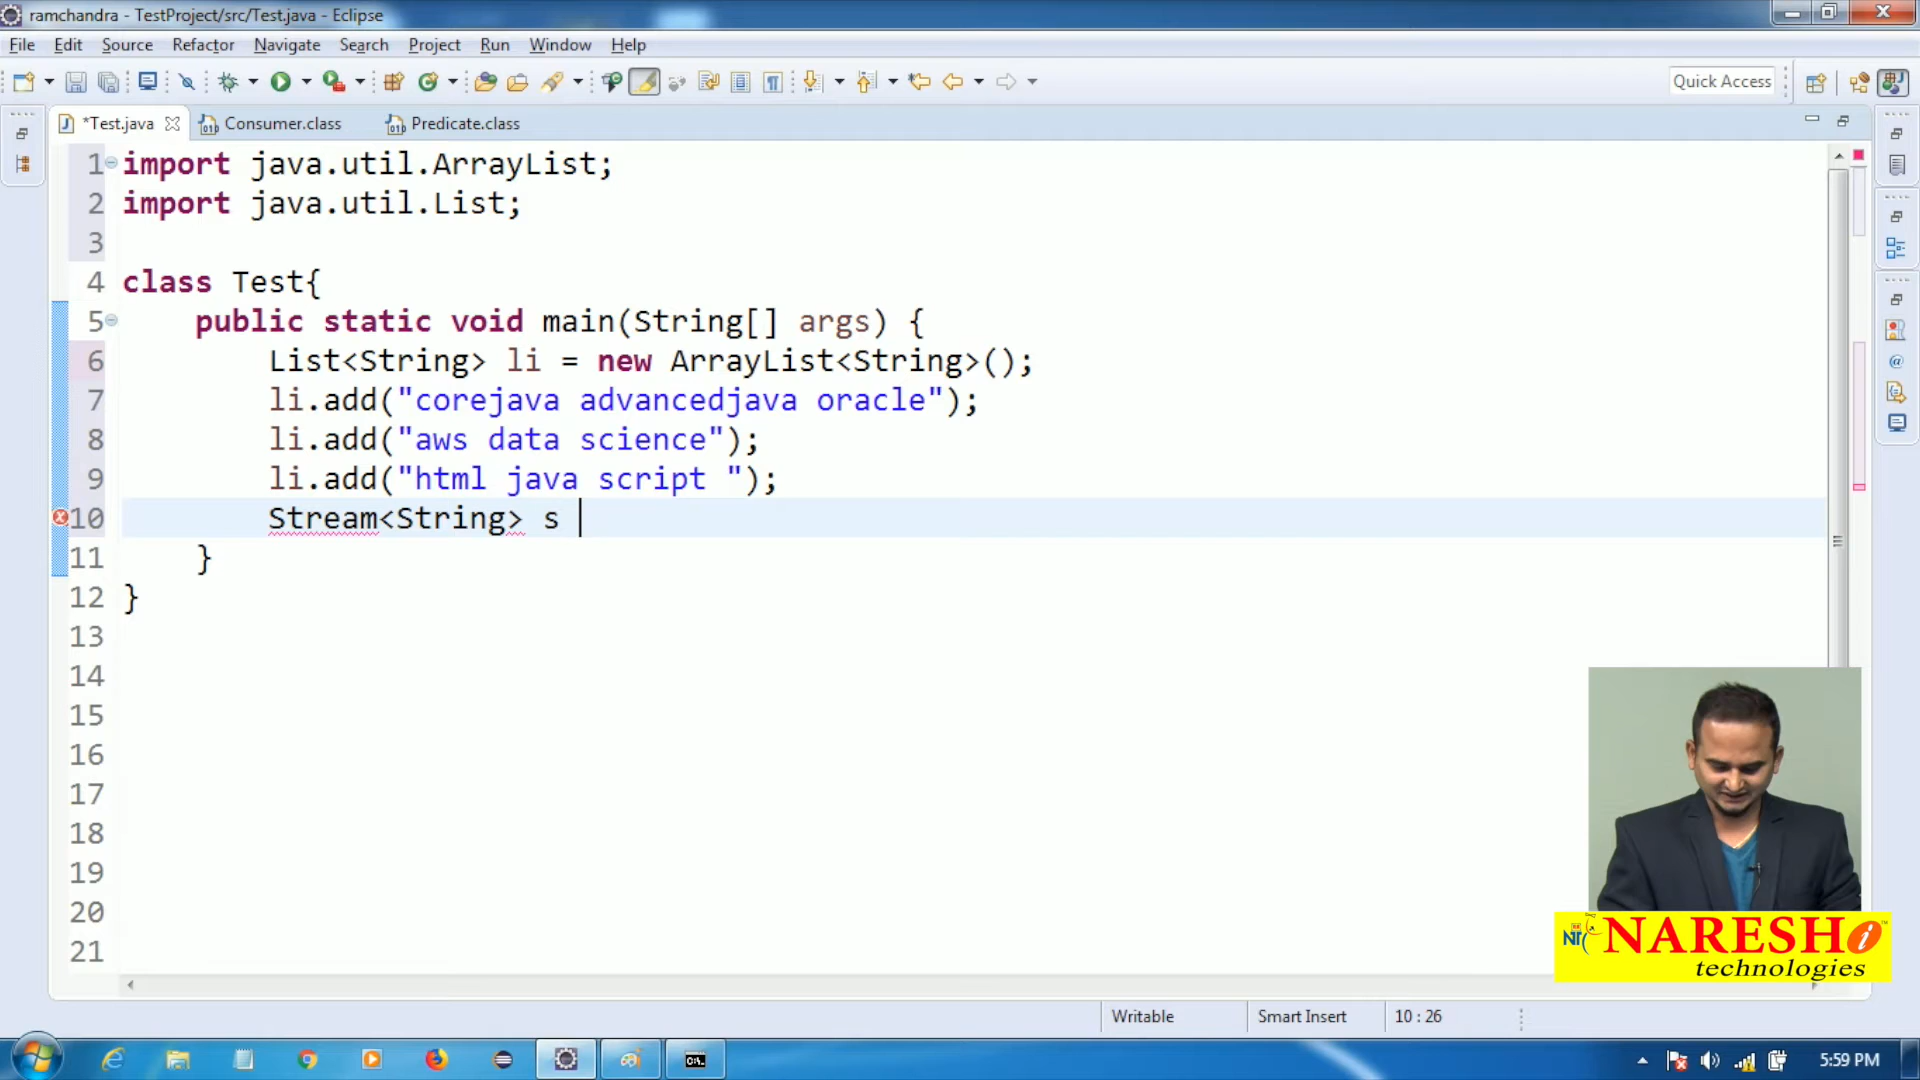 ramchandra - TestProject/src/Test.java - Eclipse
File Edit Source Refactor Navigate Search Project Run Window Help
Quick Access
*Test.java Consumer.class Predicate.class
1 import java.util.ArrayList;
2 import java.util.List;
3
4 class Test{
5 public static void main(String[] args) {
6 List<String> li = new ArrayList<String>();
7 li.add("corejava advancedjava oracle");
8 li.add("aws data science");
9 li.add("html java script ");
10 Stream<String> s
11 }
12 }
13
14
15
16
17
18
19
20
21
NARESH i
technologies
Writable Smart Insert 10 : 26
5:59 PM